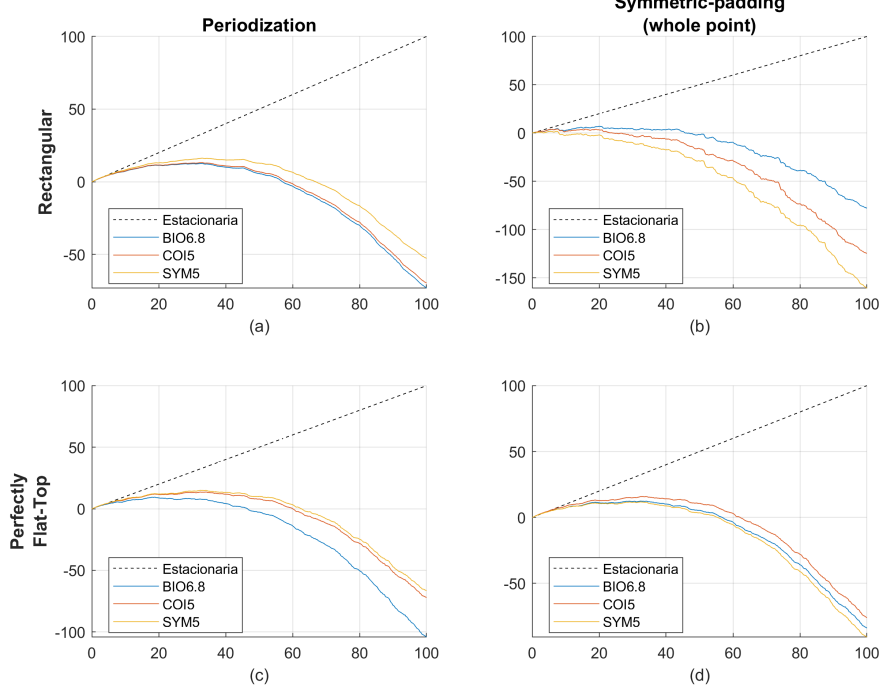 Periodization
Symmetric-padding
(whole point)
Rectangular
100
50
0
-50
0
20
40
60
80
100
Estacionaria
BIO6.8
COI5
SYM5
(a)
100
50
0
-50
-100
-150
0
20
40
60
80
100
Estacionaria
BIO6.8
COI5
SYM5
(b)
Perfectly
Flat-Top
100
50
0
-50
-100
0
20
40
60
80
100
Estacionaria
BIO6.8
COI5
SYM5
(c)
100
50
0
-50
0
20
40
60
80
100
Estacionaria
BIO6.8
COI5
SYM5
(d)